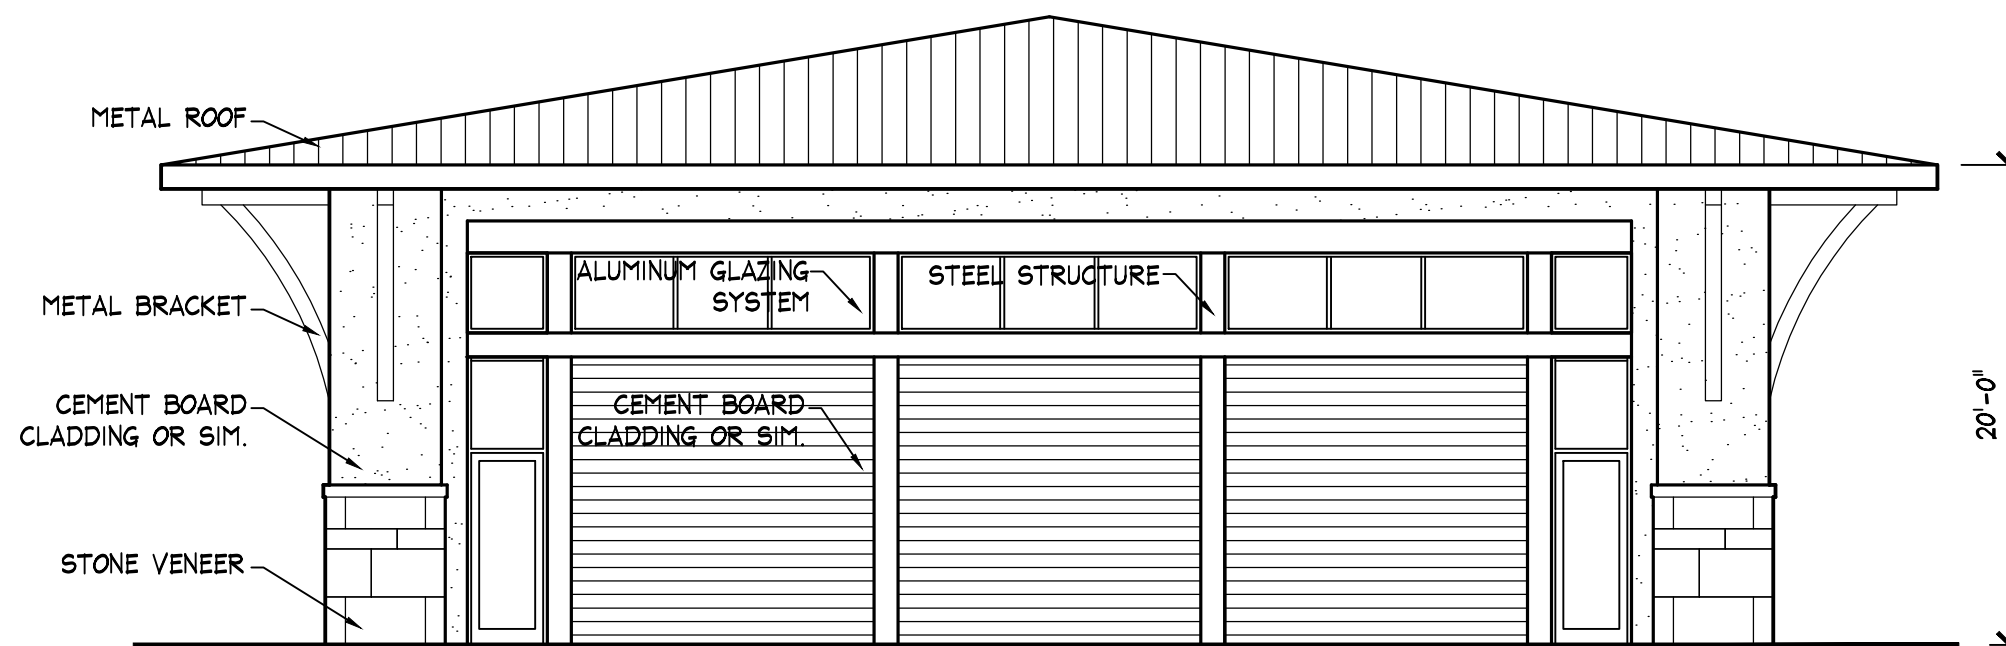 METAL ROOF
ALUMINUM GLAZING
SYSTEM
STEEL STRUCTURE
METAL BRACKET
CEMENT BOARD
CLADDING OR SIM.
CEMENT BOARD
CLADDING OR SIM.
STONE VENEER
20'-0"